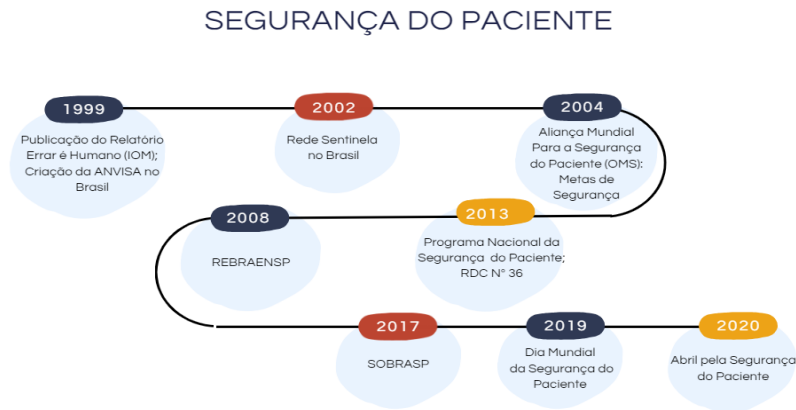 SEGURANÇA DO PACIENTE
1999
Publicação do Relatório
Errar é Humano (IOM);
Criação da ANVISA no
Brasil
2002
Rede Sentinela
no Brasil
2004
Aliança Mundial
Para a Segurança
do Paciente (OMS):
Metas de
Segurança
2008
REBRAENSP
2013
Programa Nacional da
Segurança do Paciente;
RDC N° 36
2017
SOBRASP
2019
Dia Mundial
da Segurança do
Paciente
2020
Abril pela Segurança
do Paciente